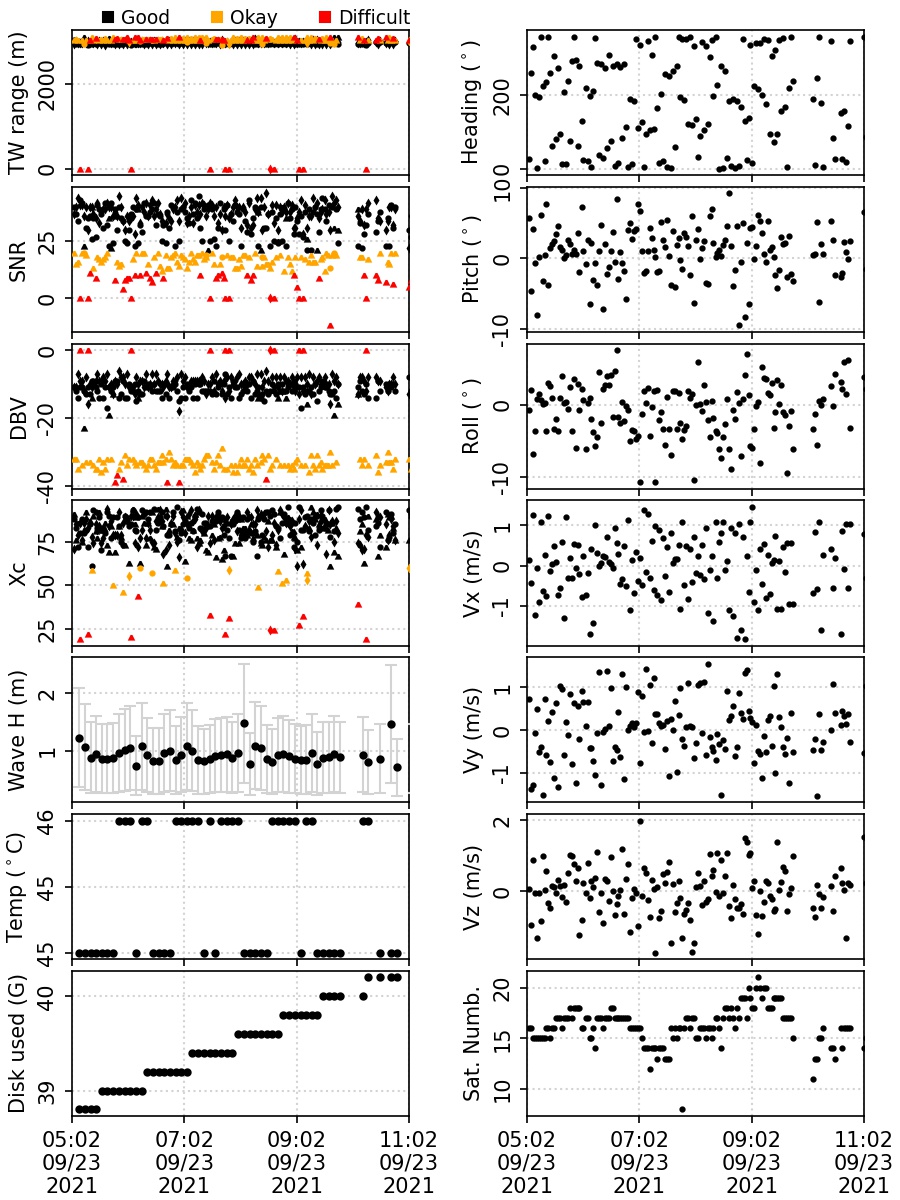 Good Okay Difficult
TW range (m)
2000
0
Heading (°)
200
0
SNR
25
0
Pitch (°)
10
0
-10
DBV
0
-20
-40
Roll (°)
0
-10
Xc
75
50
25
Vx (m/s)
1
0
-1
Wave H (m)
2
1
Vy (m/s)
1
0
-1
Temp (°C)
46
45
45
Vz (m/s)
2
0
Disk used (G)
40
39
Sat. Numb.
20
15
10
05:02 07:02 09:02 11:02 05:02 07:02 09:02 11:02
09/23 09/23 09/23 09/23 09/23 09/23 09/23 09/23
2021 2021 2021 2021 2021 2021 2021 2021